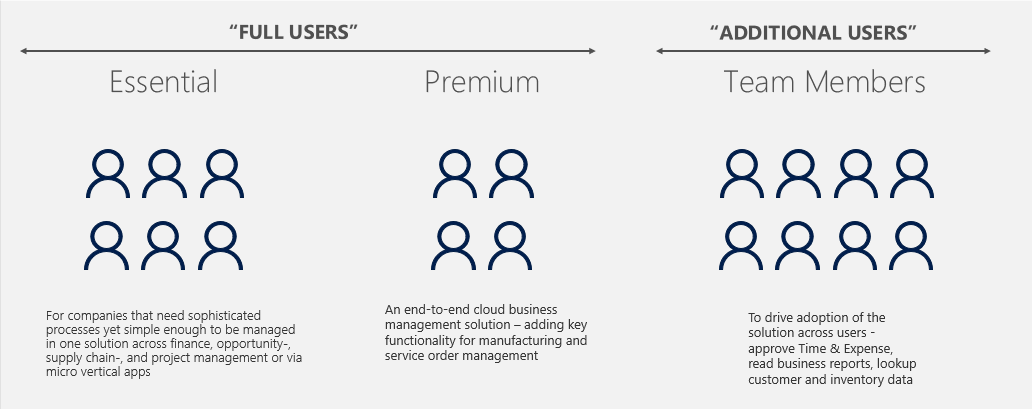 “FULL USERS”
“ADDITIONAL USERS”
Essential
Premium
Team Members
For companies that need sophisticated
processes yet simple enough to be managed
in one solution across finance, opportunity-,
supply chain-, and project management or via
micro vertical apps
An end-to-end cloud business
management solution – adding key
functionality for manufacturing and
service order management
To drive adoption of the
solution across users -
approve Time & Expense,
read business reports, lookup
customer and inventory data